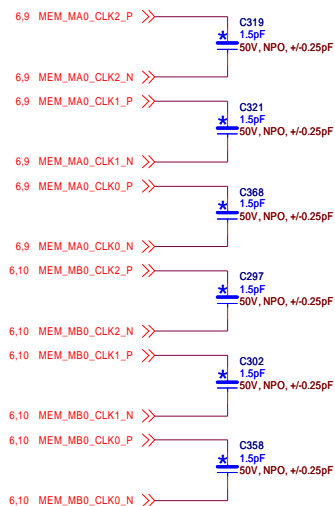 6,9 MEM_MA0_CLK2_P
C319
* 1.5pF
50V, NPO, +/-0.25pF
6,9 MEM_MA0_CLK2_N
6,9 MEM_MA0_CLK1_P
C321
* 1.5pF
50V, NPO, +/-0.25pF
6,9 MEM_MA0_CLK1_N
6,9 MEM_MA0_CLK0_P
C368
* 1.5pF
50V, NPO, +/-0.25pF
6,9 MEM_MA0_CLK0_N
6,10 MEM_MB0_CLK2_P
C297
* 1.5pF
50V, NPO, +/-0.25pF
6,10 MEM_MB0_CLK2_N
6,10 MEM_MB0_CLK1_P
C302
* 1.5pF
50V, NPO, +/-0.25pF
6,10 MEM_MB0_CLK1_N
6,10 MEM_MB0_CLK0_P
C358
* 1.5pF
50V, NPO, +/-0.25pF
6,10 MEM_MB0_CLK0_N